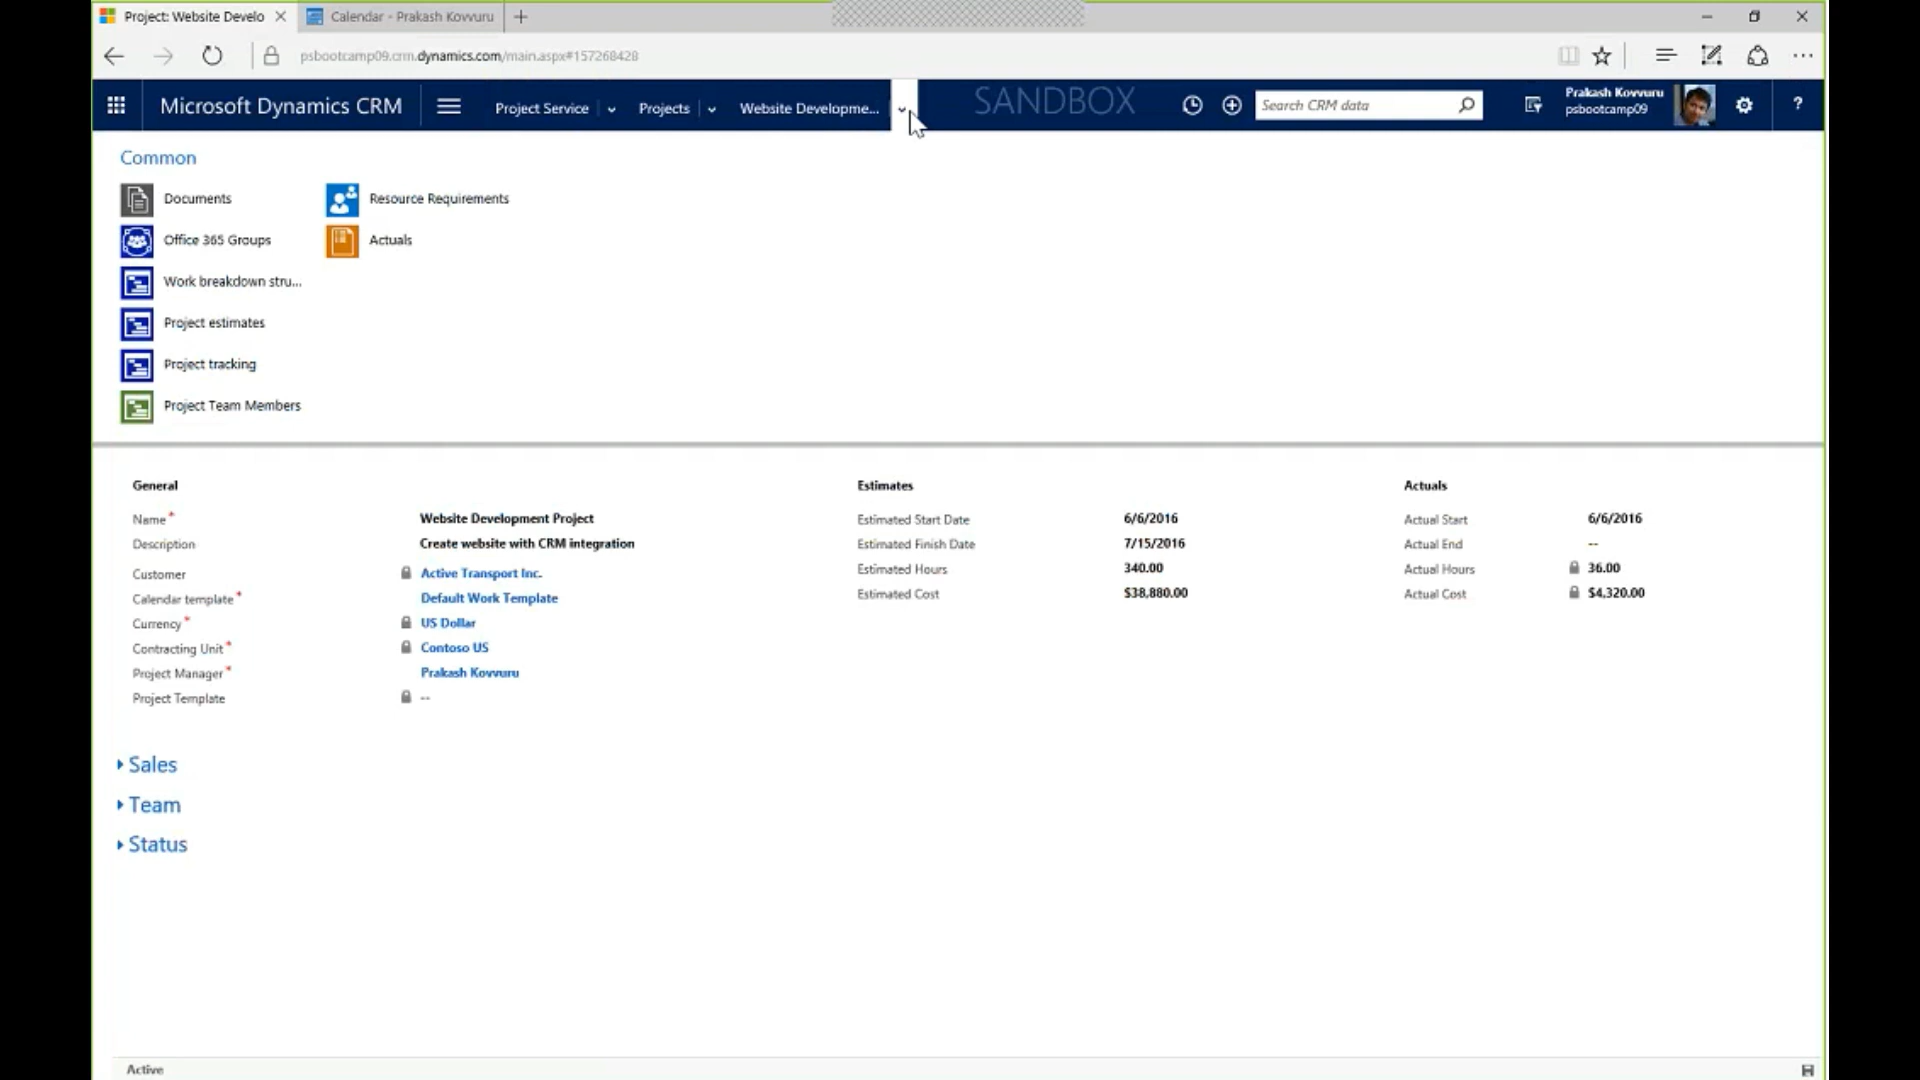 Project: Website Develo
Calendar - Prakash Kovvuru
psbootcamp09.crm.dynamics.com/main.aspx#157268428
Microsoft Dynamics CRM
Project Service
Projects
Website Developme...
SANDBOX
Search CRM data
Prakash Kovvuru
psbootcamp09
?
Common
Documents
Resource Requirements
Office 365 Groups
Actuals
Work breakdown stru...
Project estimates
Project tracking
Project Team Members
General
Name*
Website Development Project
Description
Create website with CRM integration
Customer
Active Transport Inc.
Calendar template*
Default Work Template
Currency*
US Dollar
Contracting Unit*
Contoso US
Project Manager*
Prakash Kovvuru
Project Template
--
Estimates
Estimated Start Date
6/6/2016
Estimated Finish Date
7/15/2016
Estimated Hours
340.00
Estimated Cost
$38,880.00
Actuals
Actual Start
6/6/2016
Actual End
--
Actual Hours
36.00
Actual Cost
$4,320.00
Sales
Team
Status
Active